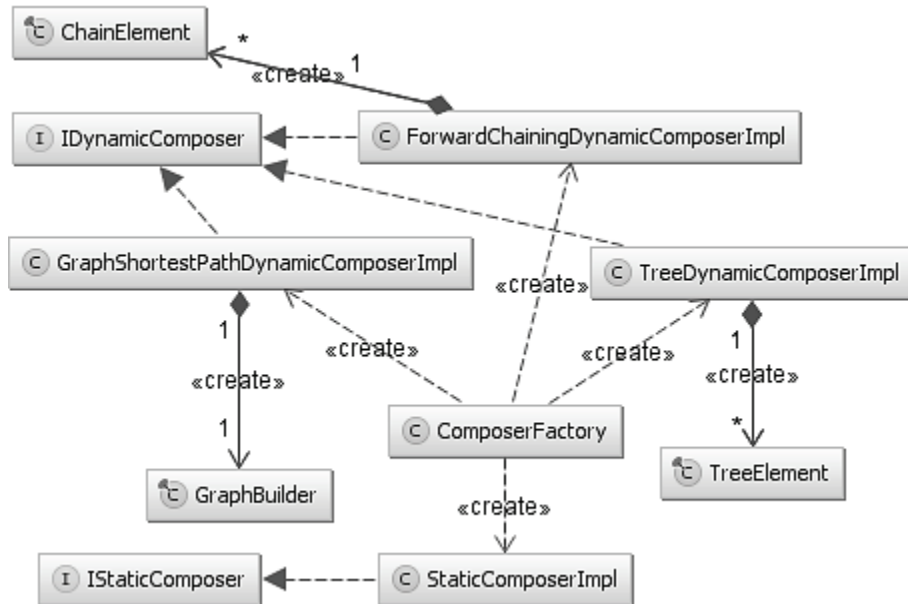 C ChainElement
*
1
«create»
I IDynamicComposer
C ForwardChainingDynamicComposerImpl
C GraphShortestPathDynamicComposerImpl
C TreeDynamicComposerImpl
«create»
1
1
«create»
«create»
«create»
«create»
1
*
C ComposerFactory
C TreeElement
C GraphBuilder
«create»
I IStaticComposer
C StaticComposerImpl